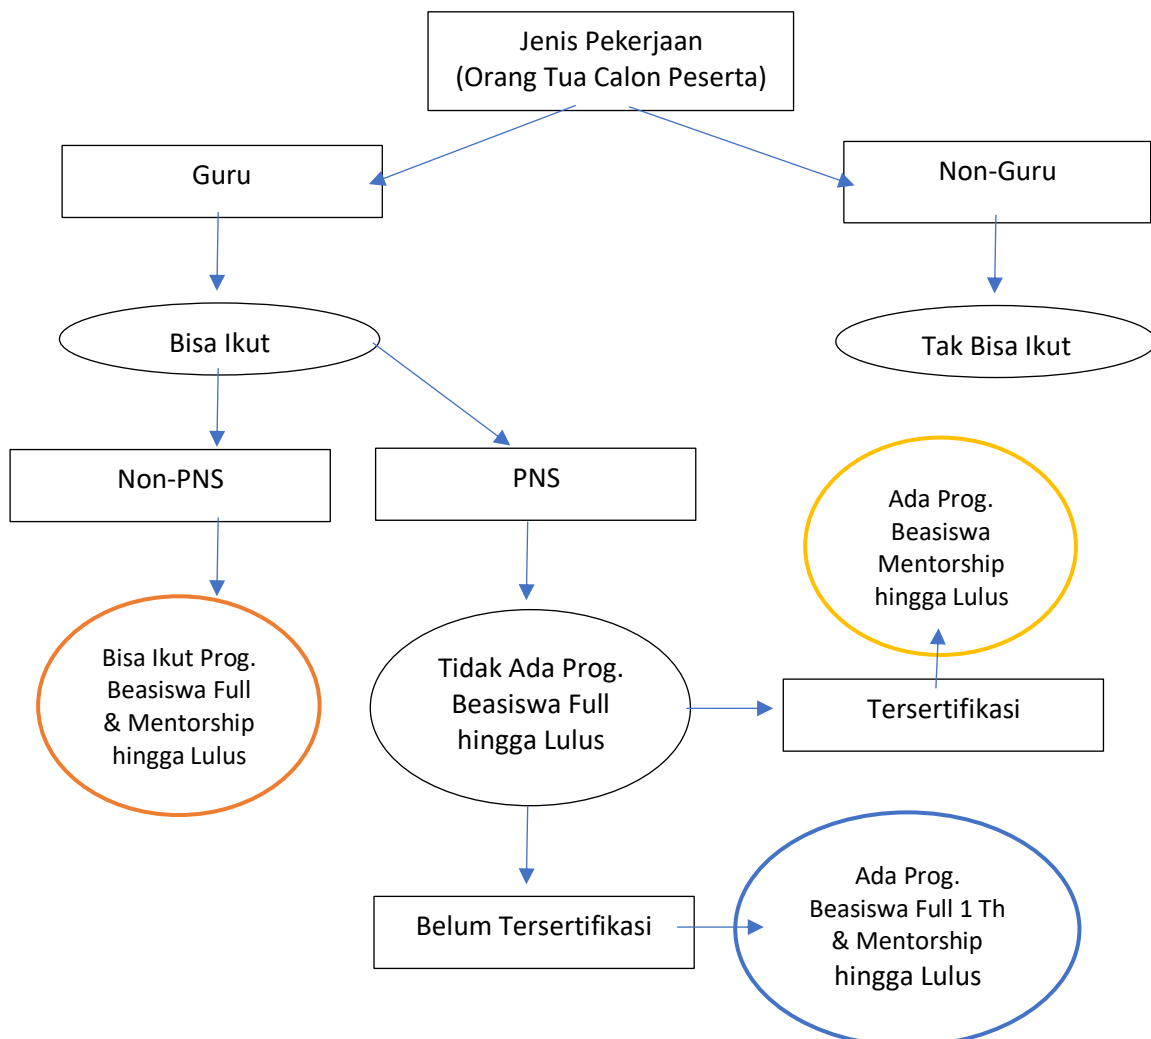 Jenis Pekerjaan
(Orang Tua Calon Peserta)
Guru
Non-Guru
Bisa Ikut
Tak Bisa Ikut
Non-PNS
PNS
Ada Prog.
Beasiswa
Mentorship
hingga Lulus
Bisa Ikut Prog.
Beasiswa Full
& Mentorship
hingga Lulus
Tidak Ada Prog.
Beasiswa Full
hingga Lulus
Tersertifikasi
Belum Tersertifikasi
Ada Prog.
Beasiswa Full 1 Th
& Mentorship
hingga Lulus